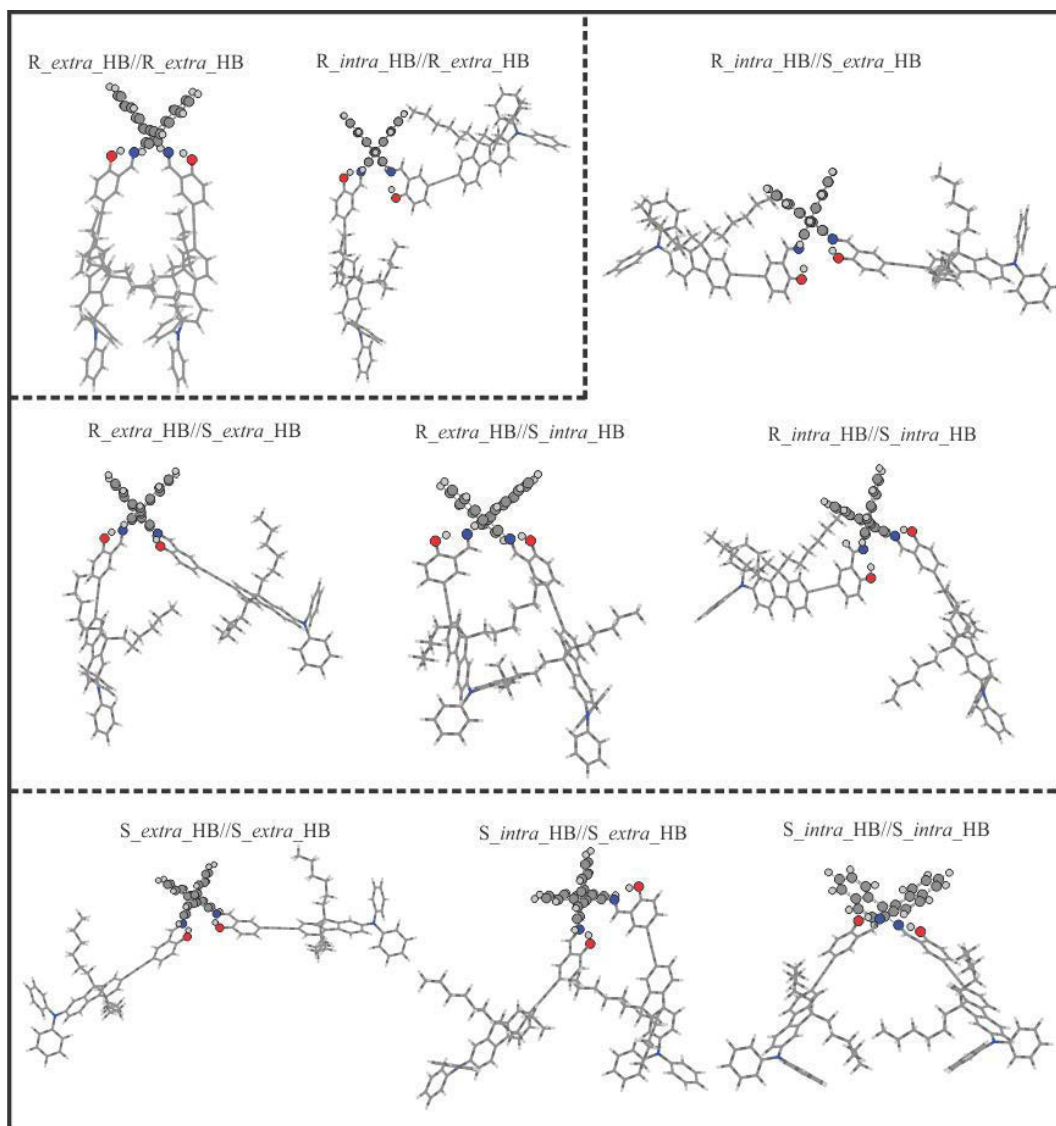 R_extra_HB//R_extra_HB
R_intra_HB//R_extra_HB
R_intra_HB//S_extra_HB
R_extra_HB//S_extra_HB
R_extra_HB//S_intra_HB
R_intra_HB//S_intra_HB
S_extra_HB//S_extra_HB
S_intra_HB//S_extra_HB
S_intra_HB//S_intra_HB